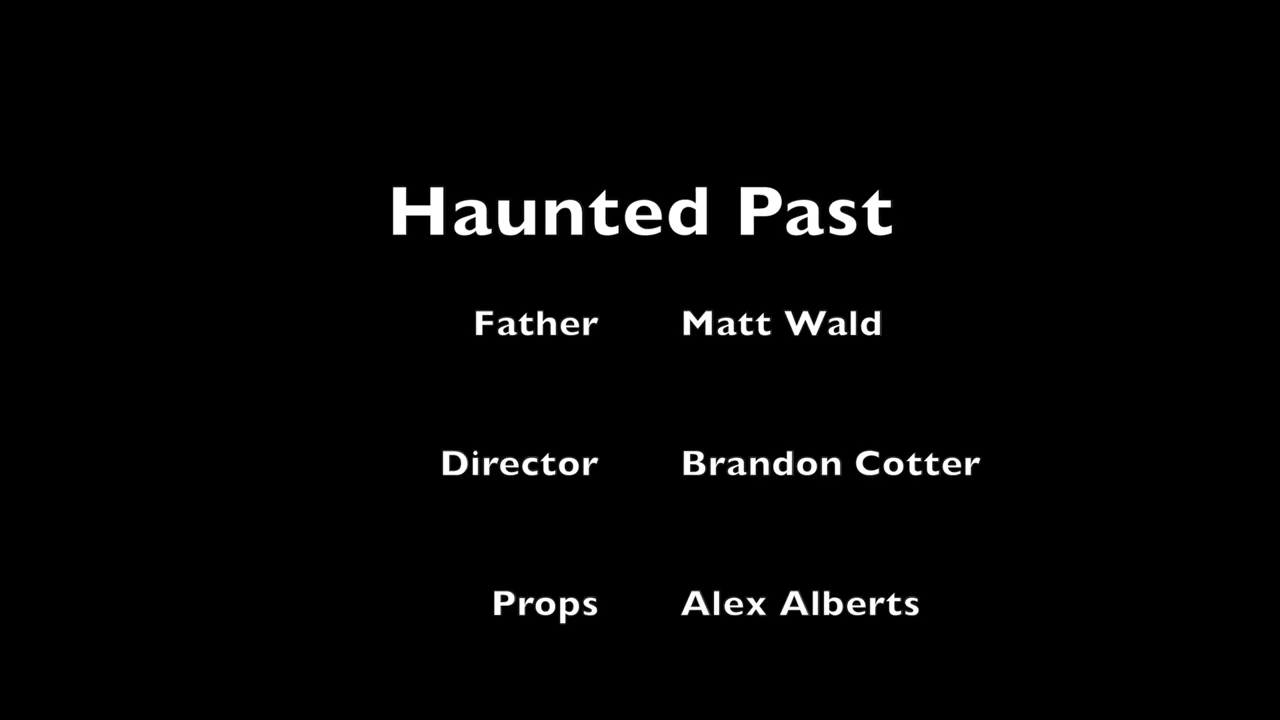 Haunted Past
Father Matt Wald
Director Brandon Cotter
Props Alex Alberts